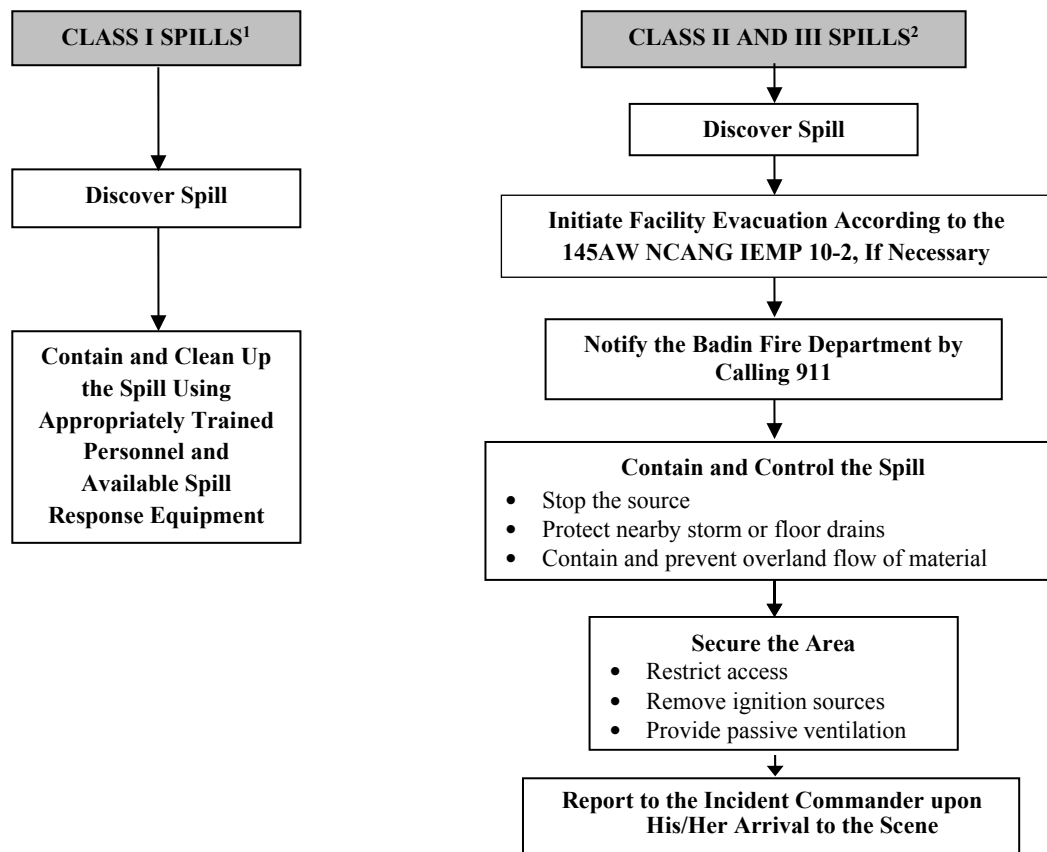 CLASS I SPILLS¹
Discover Spill
Contain and Clean Up
the Spill Using
Appropriately Trained
Personnel and
Available Spill
Response Equipment
CLASS II AND III SPILLS²
Discover Spill
Initiate Facility Evacuation According to the
145AW NCANG IEMP 10-2, If Necessary
Notify the Badin Fire Department by
Calling 911
Contain and Control the Spill
• Stop the source
• Protect nearby storm or floor drains
• Contain and prevent overland flow of material
Secure the Area
• Restrict access
• Remove ignition sources
• Provide passive ventilation
Report to the Incident Commander upon
His/Her Arrival to the Scene